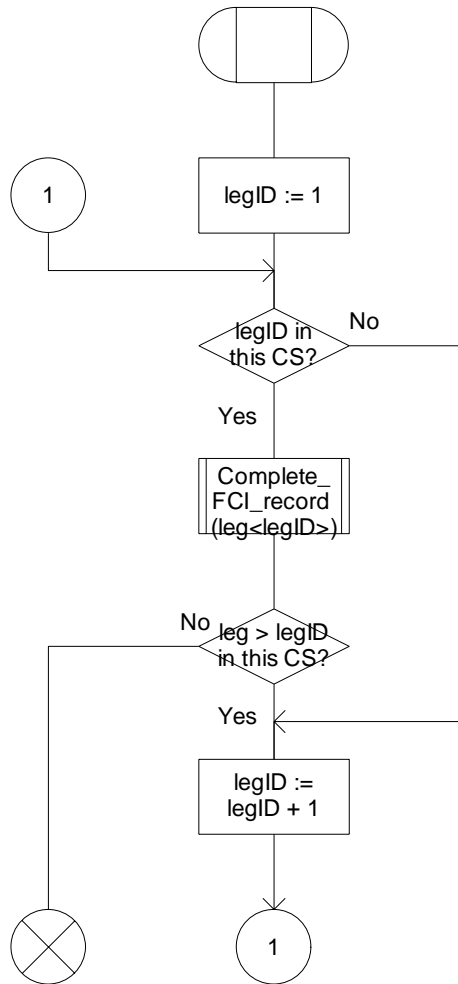 1
legID := 1
legID in
this CS?
No
Yes
Complete_
FCI_record
(leg<legID>)
No
leg > legID
in this CS?
Yes
legID :=
legID + 1
1